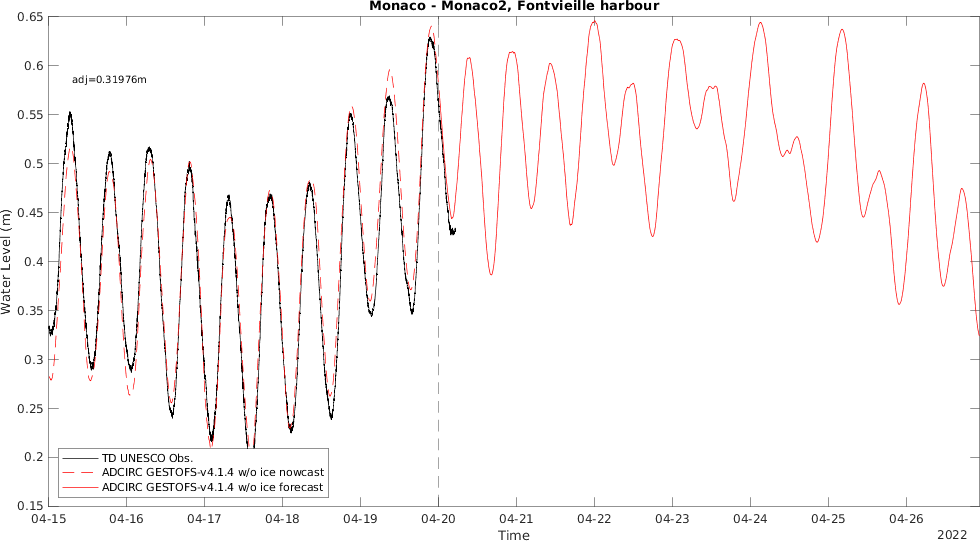 Monaco - Monaco2, Fontvieille harbour
0.65
0.6
0.55
0.5
0.45
0.4
0.35
0.3
0.25
0.2
0.15
Water Level (m)
adj=0.31976m
TD UNESCO Obs.
ADCIRC GESTOFS-v4.1.4 w/o ice nowcast
ADCIRC GESTOFS-v4.1.4 w/o ice forecast
04-15 04-16 04-17 04-18 04-19 04-20 04-21 04-22 04-23 04-24 04-25 04-26
Time
2022